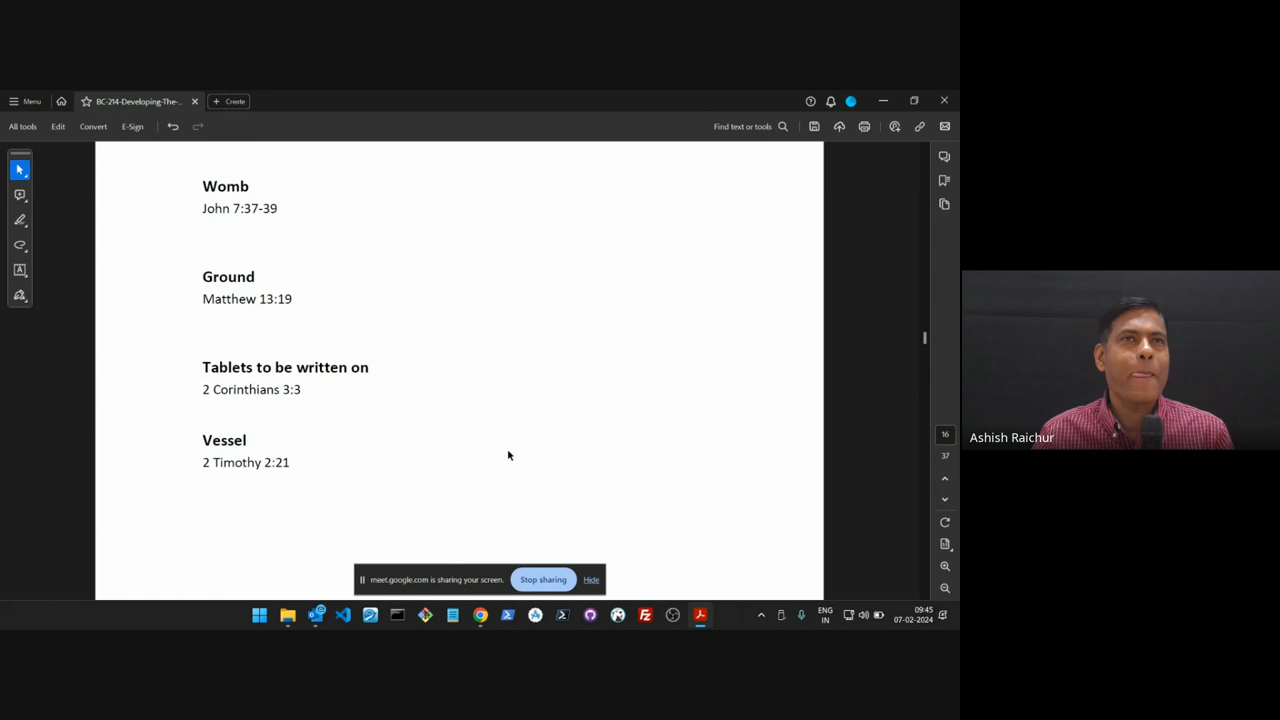 Menu
BC-214-Developing-The-...
Create
All tools
Edit
Convert
E-Sign
Find text or tools
Womb
John 7:37-39
Ground
Matthew 13:19
Tablets to be written on
2 Corinthians 3:3
Vessel
2 Timothy 2:21
16
37
Ashish Raichur
meet.google.com is sharing your screen.
Stop sharing
Hide
ENG
IN
09:45
07-02-2024